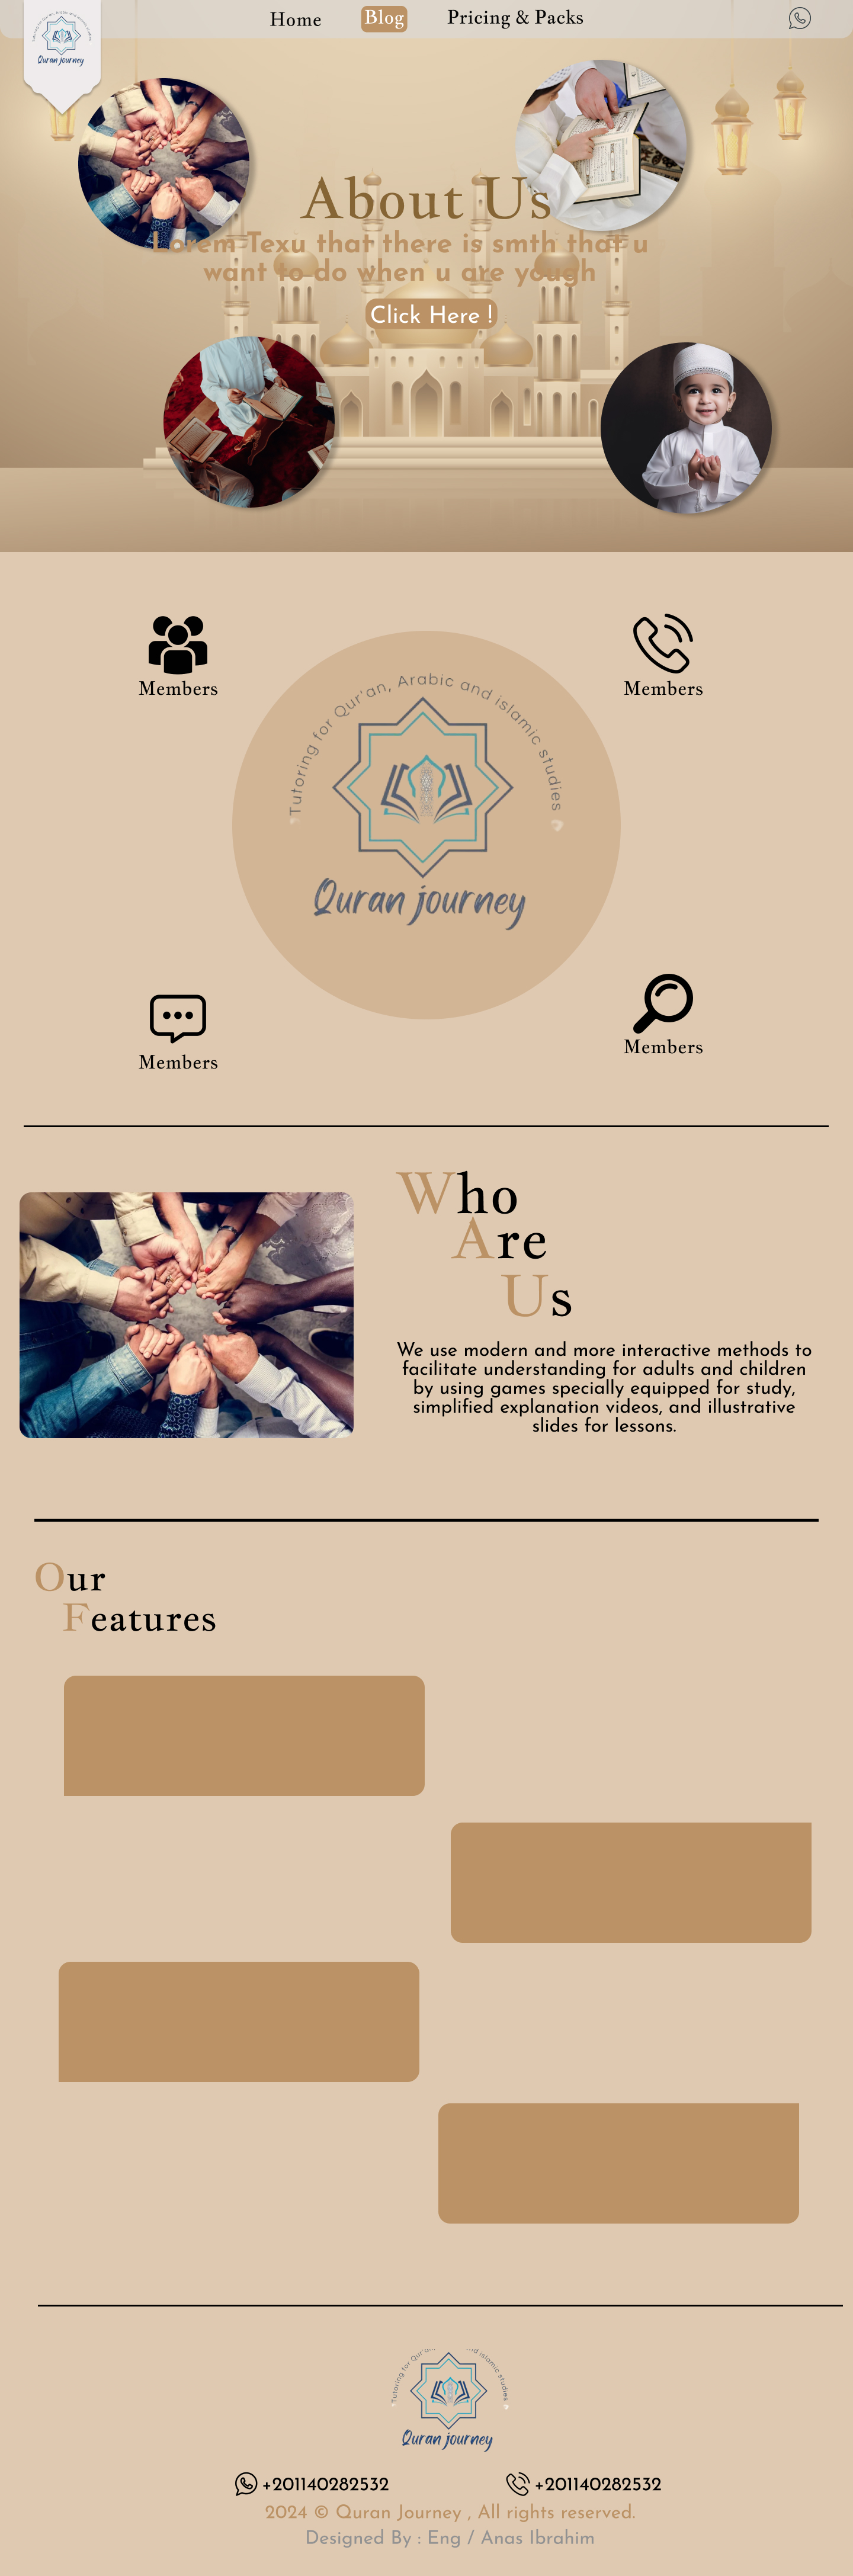 Home Blog Pricing & Packs
Quran journey
About Us
Lorem Texu that there is smth that u
want to do when u are yough
Click Here !
Members
Members
Tutoring for Qur'an, Arabic and islamic studies
Quran journey
Members
Members
Who
Are
Us
We use modern and more interactive methods to
facilitate understanding for adults and children
by using games specially equipped for study,
simplified explanation videos, and illustrative
slides for lessons.
Our
Features
Tutoring for Qur'an and islamic studies
Quran journey
+201140282532 +201140282532
2024 © Quran Journey , All rights reserved.
Designed By : Eng / Anas Ibrahim